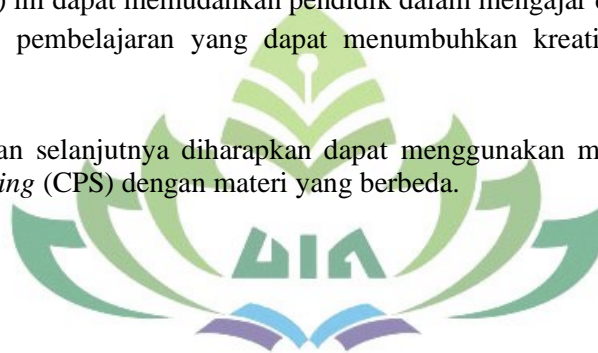 ) ini dapat memudahkan pendidik dalam mengajar
pembelajaran yang dapat menumbuhkan
an selanjutnya diharapkan dapat menggunakan
ing (CPS) dengan materi yang berbeda.
UIN